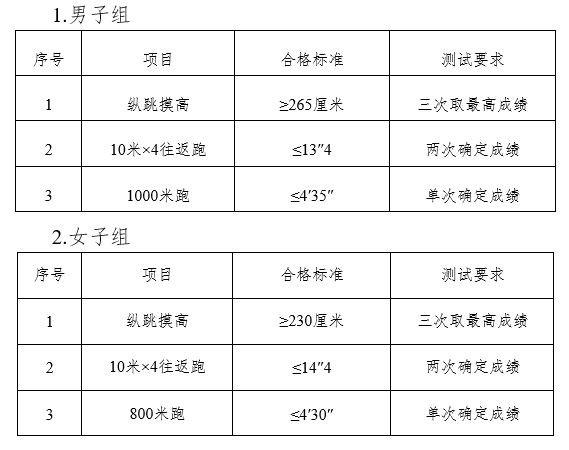 1.男子组
序号 项目 合格标准 测试要求
1 纵跳摸高 ≥265厘米 三次取最高成绩
2 10米×4往返跑 ≤13″4 两次确定成绩
3 1000米跑 ≤4′35″ 单次确定成绩
2.女子组
序号 项目 合格标准 测试要求
1 纵跳摸高 ≥230厘米 三次取最高成绩
2 10米×4往返跑 ≤14″4 两次确定成绩
3 800米跑 ≤4′30″ 单次确定成绩